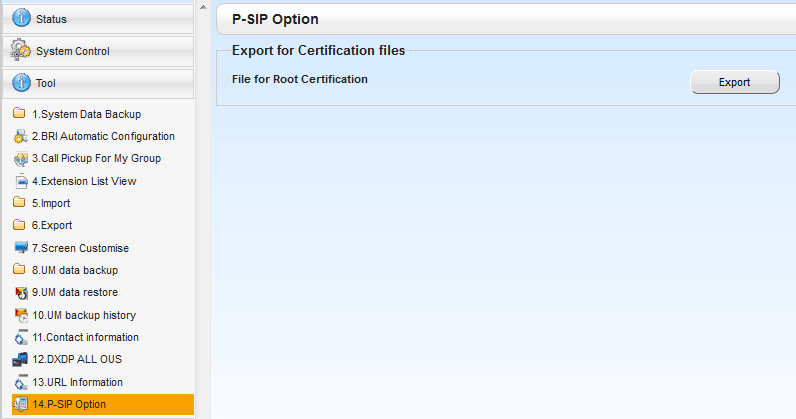 Status
System Control
Tool
1.System Data Backup
2.BRI Automatic Configuration
3.Call Pickup For My Group
4.Extension List View
5.Import
6.Export
7.Screen Customise
8.UM data backup
9.UM data restore
10.UM backup history
11.Contact information
12.DXDP ALL OUS
13.URL Information
14.P-SIP Option
P-SIP Option
Export for Certification files
File for Root Certification
Export